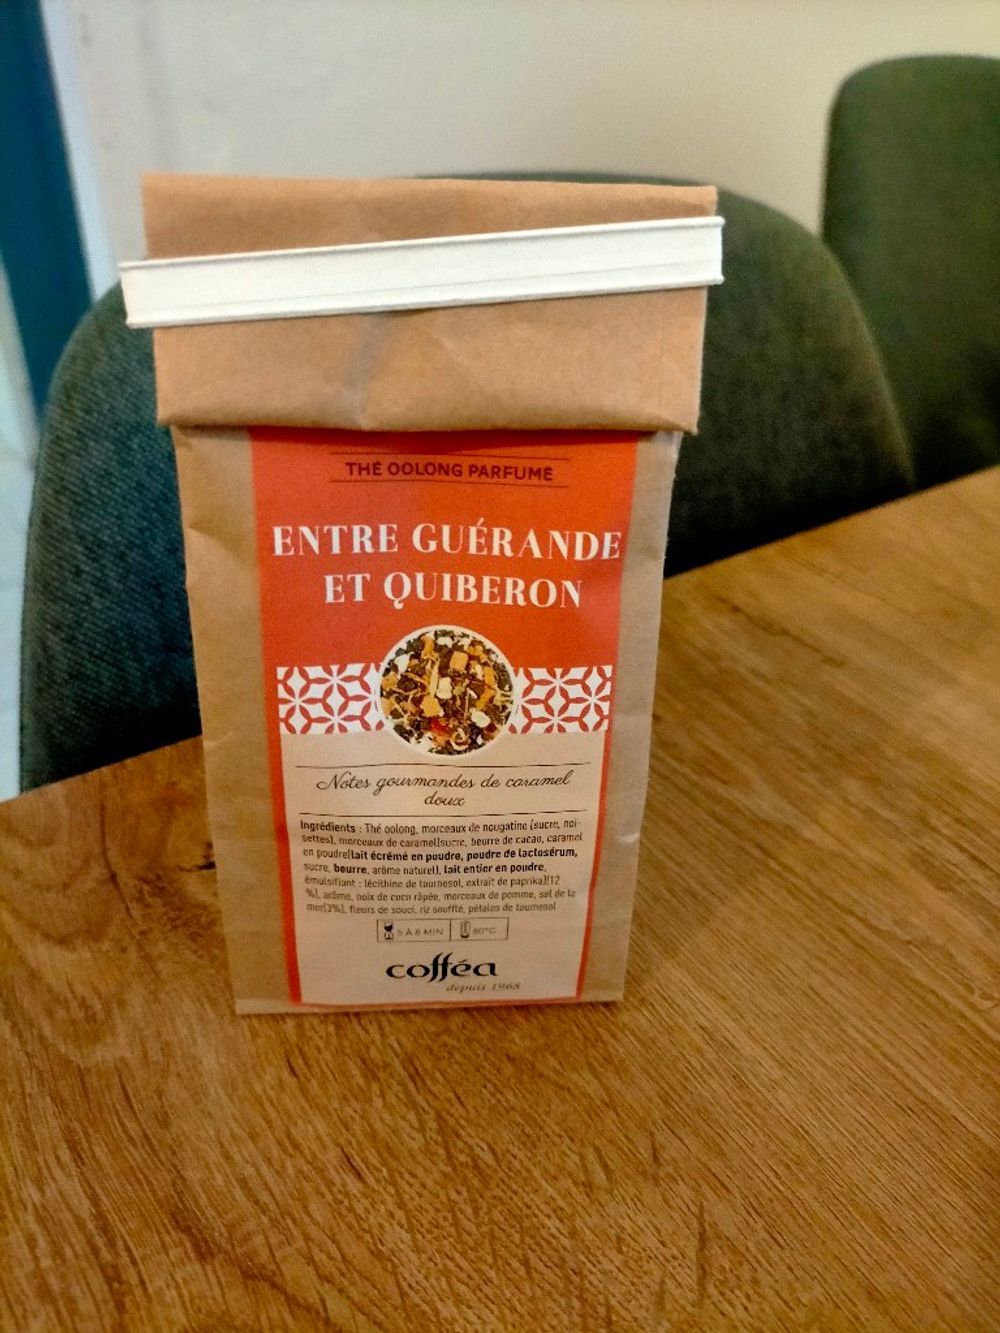 THÉ OOLONG PARFUMÉ
ENTRE GUÉRANDE
ET QUIBERON
Notes gourmandes de caramel
doux
Ingrédients : Thé oolong, morceaux de nougatine (sucre, noi-
settes), morceaux de caramel(sucre, beurre de cacao, caramel
en poudre(lait écrémé en poudre, poudre de lactosérum,
sucre, beurre, arôme naturel), lait entier en poudre,
émulsifiant : lécithine de tournesol, extrait de paprika)(12
%), arôme, noix de coco râpée, morceaux de pomme, sel de la
mer(3%), fleurs de souci, riz soufflé, pétales de tournesol
5 À 8 MIN 80°C
cofféa
depuis 1968